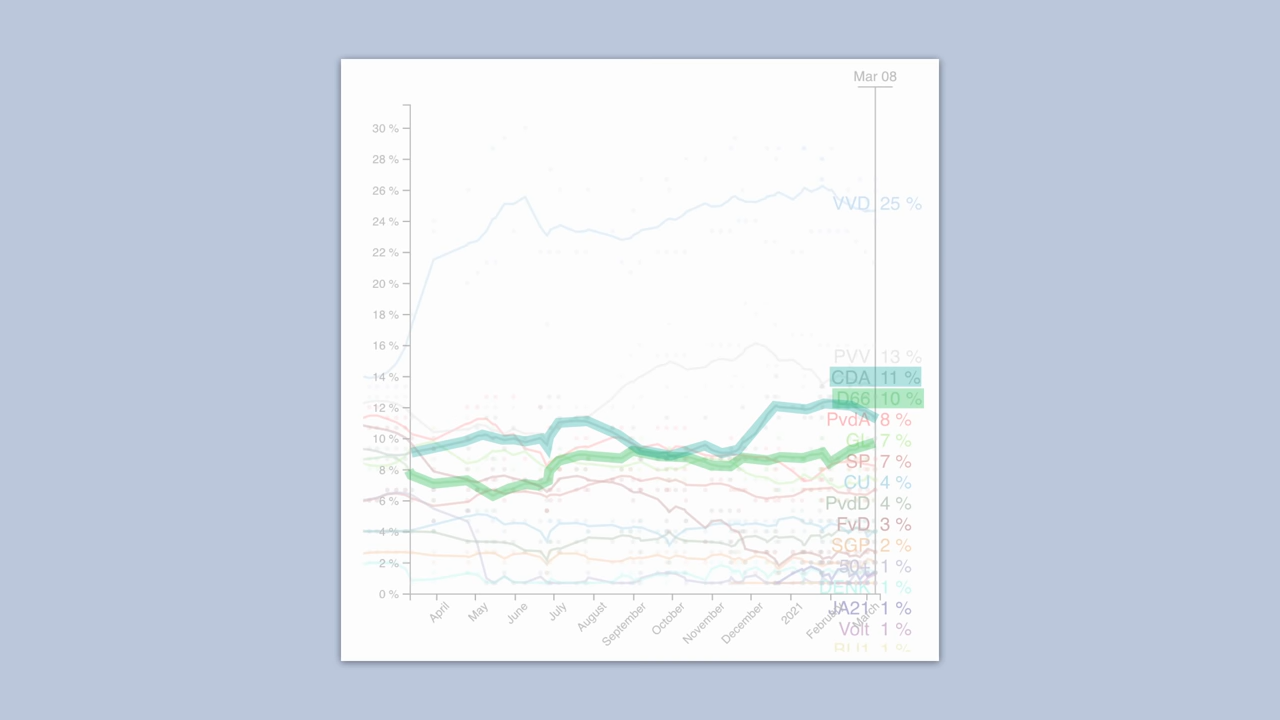 Mar 08
30 %
28 %
26 %
24 %
22 %
20 %
18 %
16 %
14 %
12 %
10 %
8 %
6 %
4 %
2 %
0 %
VVD 25 %
PVV 13 %
CDA 11 %
D66 10 %
PvdA 8 %
GL 7 %
SP 7 %
CU 4 %
PvdD 4 %
FvD 3 %
SGP 2 %
50+ 1 %
DENK 1 %
JA21 1 %
Volt 1 %
BIJ1 1 %
April
May
June
July
August
September
October
November
December
2021
February
March